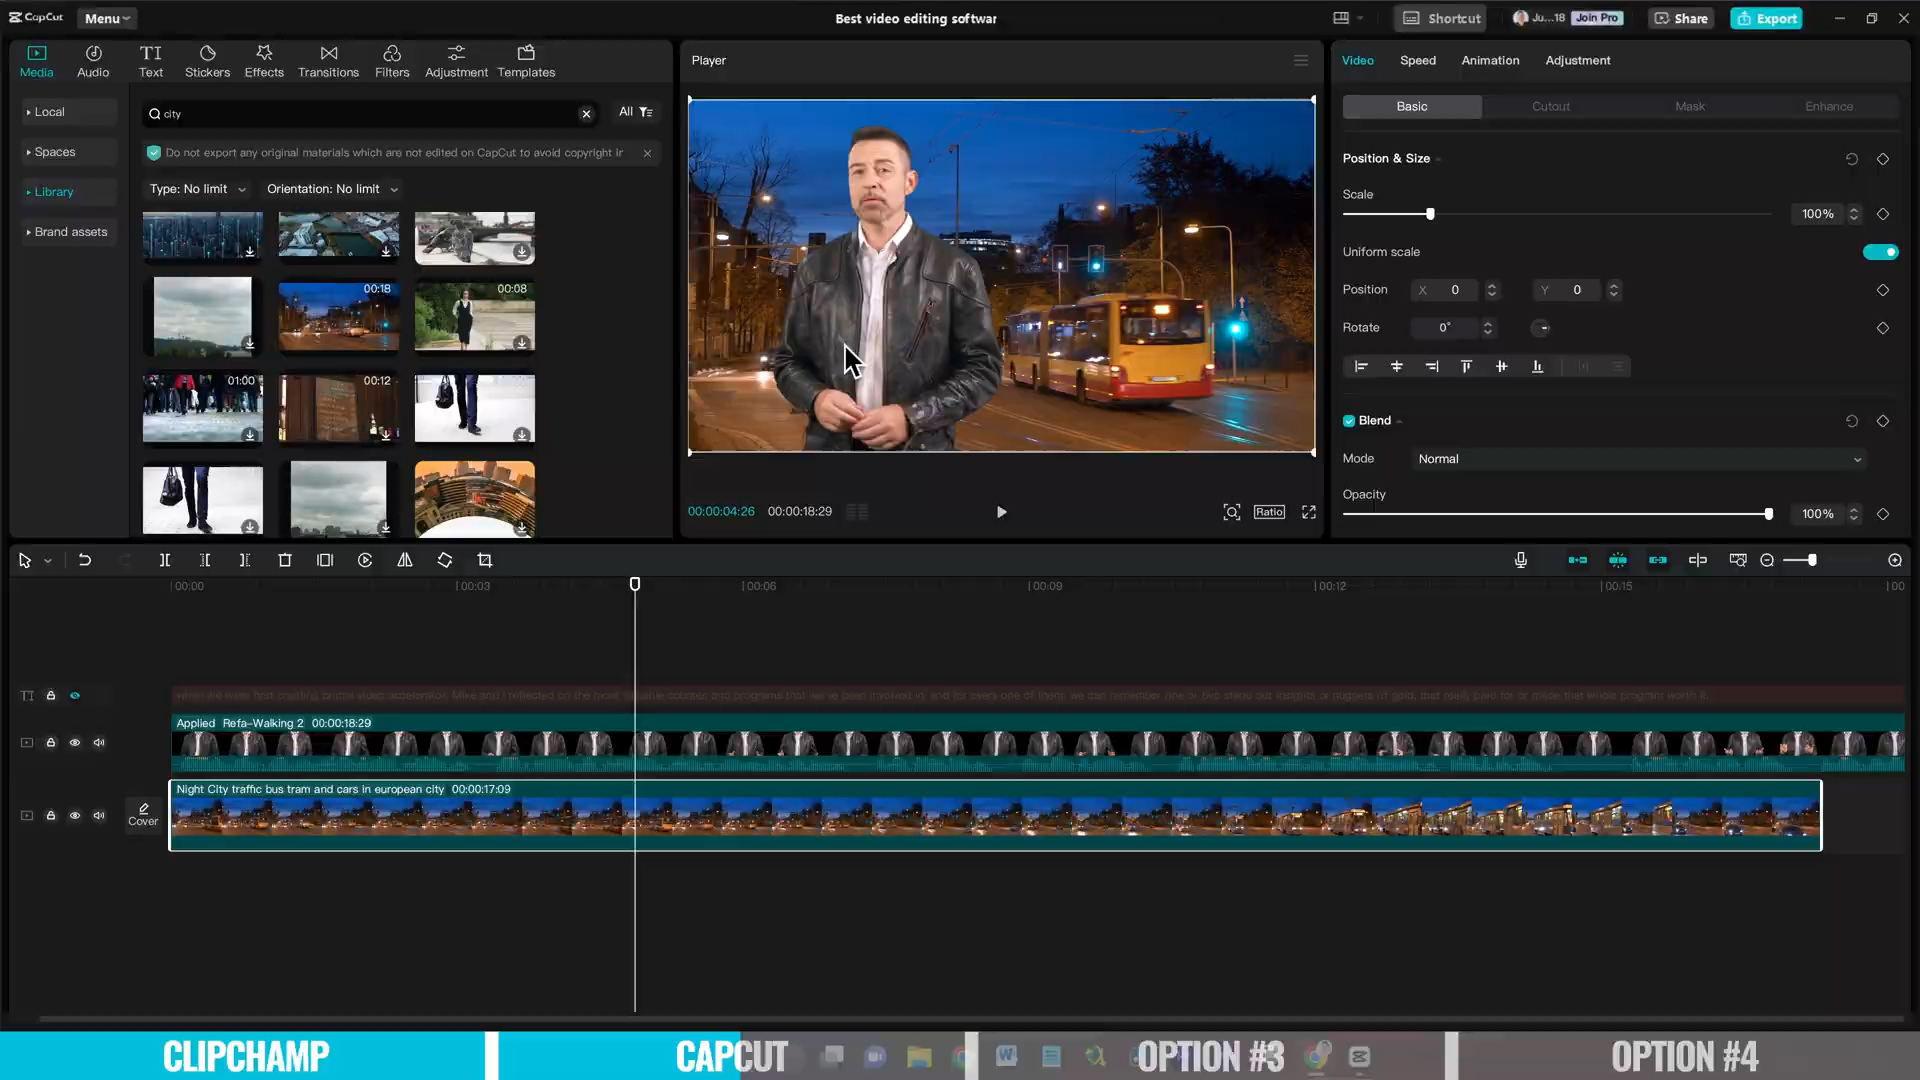 CapCut
Menu
Best video editing softwar
Shortcut
Ju...18
Join Pro
Share
Export
Media
Audio
Text
Stickers
Effects
Transitions
Filters
Adjustment
Templates
Player
Video
Speed
Animation
Adjustment
Local
Spaces
Library
Brand assets
city
All
Do not export any original materials which are not edited on CapCut to avoid copyright ir
Type: No limit
Orientation: No limit
00:18
00:08
01:00
00:12
Basic
Cutout
Mask
Enhance
Position & Size
Scale
100%
Uniform scale
Position
X 0
Y 0
Rotate
0°
Blend
Mode
Normal
Opacity
100%
00:00:04:26
00:00:18:29
Ratio
00:00
00:03
00:06
00:09
00:12
00:15
00
Applied Refa-Walking 2 00:00:18:29
Night City traffic bus tram and cars in european city 00:00:17:09
Cover
CLIPCHAMP
CAPCUT
OPTION #3
OPTION #4